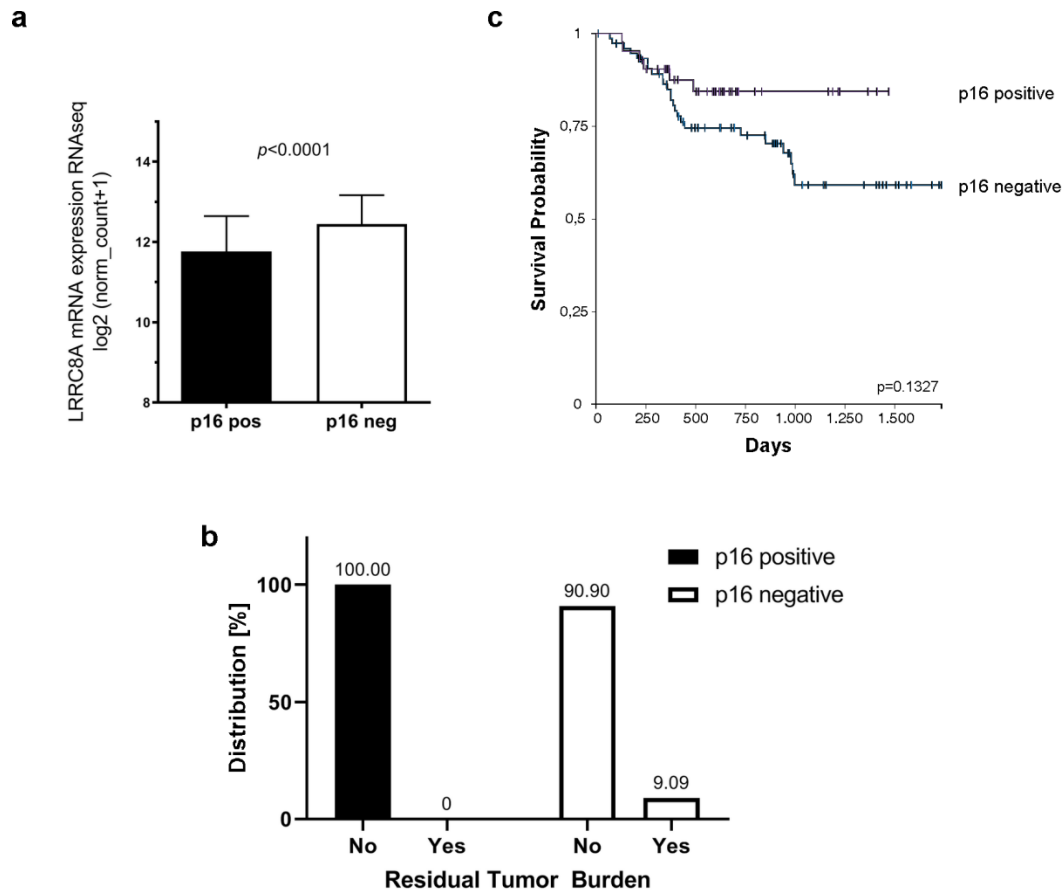 a
LRRC8A mRNA expression RNAseq
log2 (norm_count+1)
14
12
10
8
p<0.0001
p16 pos
p16 neg
c
Survival Probability
1
0,75
0,5
0,25
0
p16 positive
p16 negative
p=0.1327
0
250
500
750
1.000
1.250
1.500
Days
b
p16 positive
p16 negative
Distribution [%]
100
50
0
100.00
0
90.90
9.09
No
Yes
No
Yes
Residual Tumor Burden